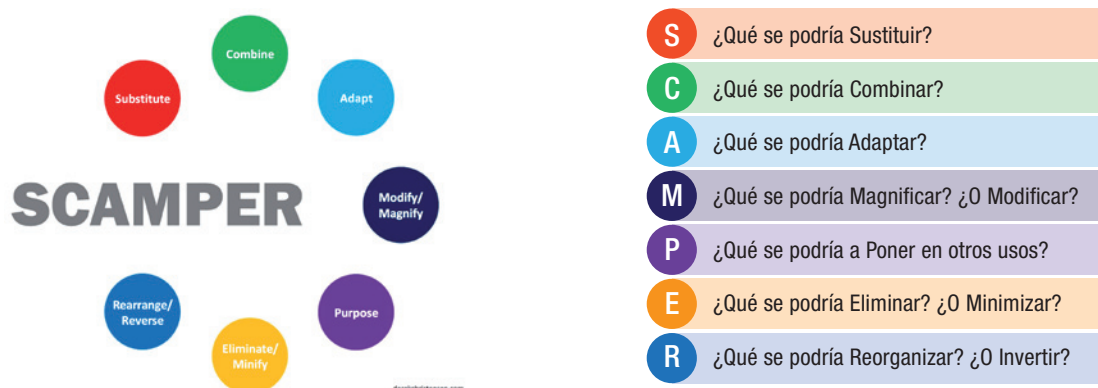 Combine
Substitute
Adapt
SCAMPER
Modify/
Magnify
Rearrange/
Reverse
Purpose
Eliminate/
Minify
S ¿Qué se podría Sustituir?
C ¿Qué se podría Combinar?
A ¿Qué se podría Adaptar?
M ¿Qué se podría Magnificar? ¿O Modificar?
P ¿Qué se podría a Poner en otros usos?
E ¿Qué se podría Eliminar? ¿O Minimizar?
R ¿Qué se podría Reorganizar? ¿O Invertir?